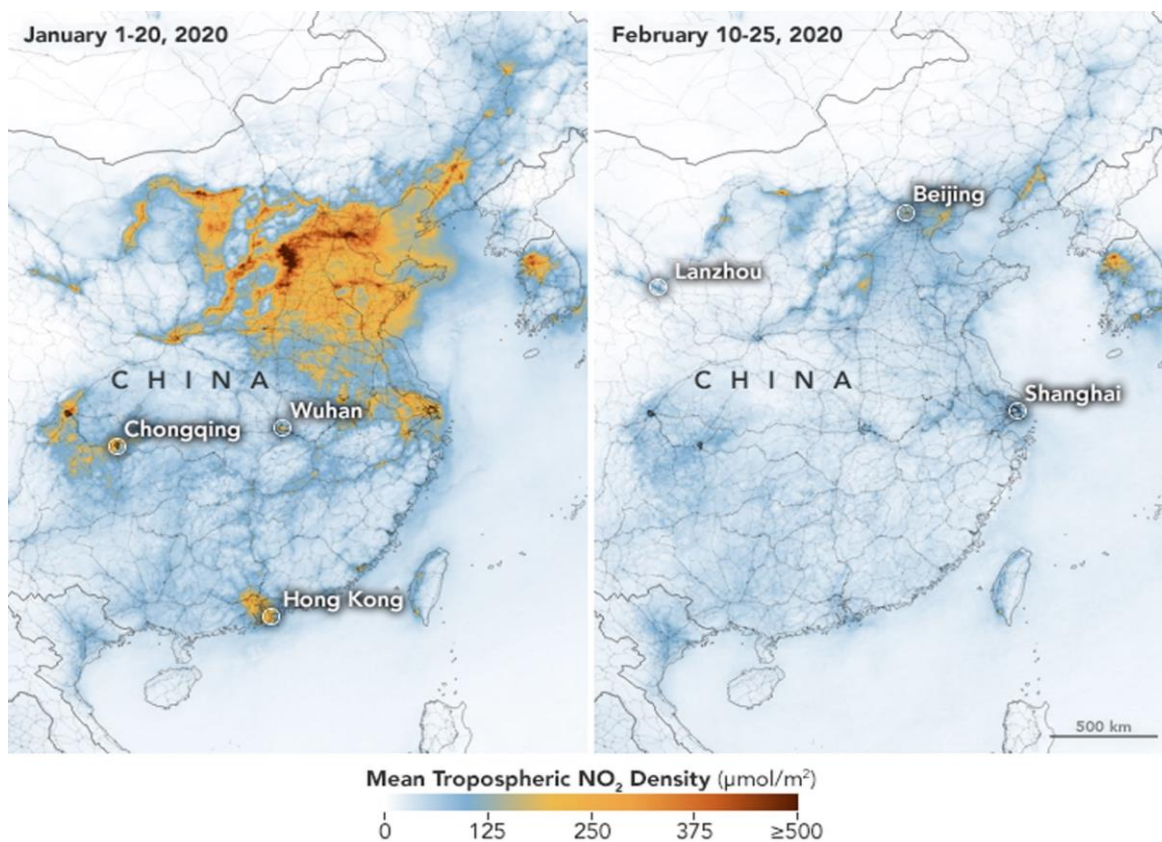 January 1-20, 2020
February 10-25, 2020
Beijing
Lanzhou
C H I N A
C H I N A
Shanghai
Wuhan
Chongqing
Hong Kong
500 km
Mean Tropospheric NO₂ Density (µmol/m²)
0 125 250 375 ≥500